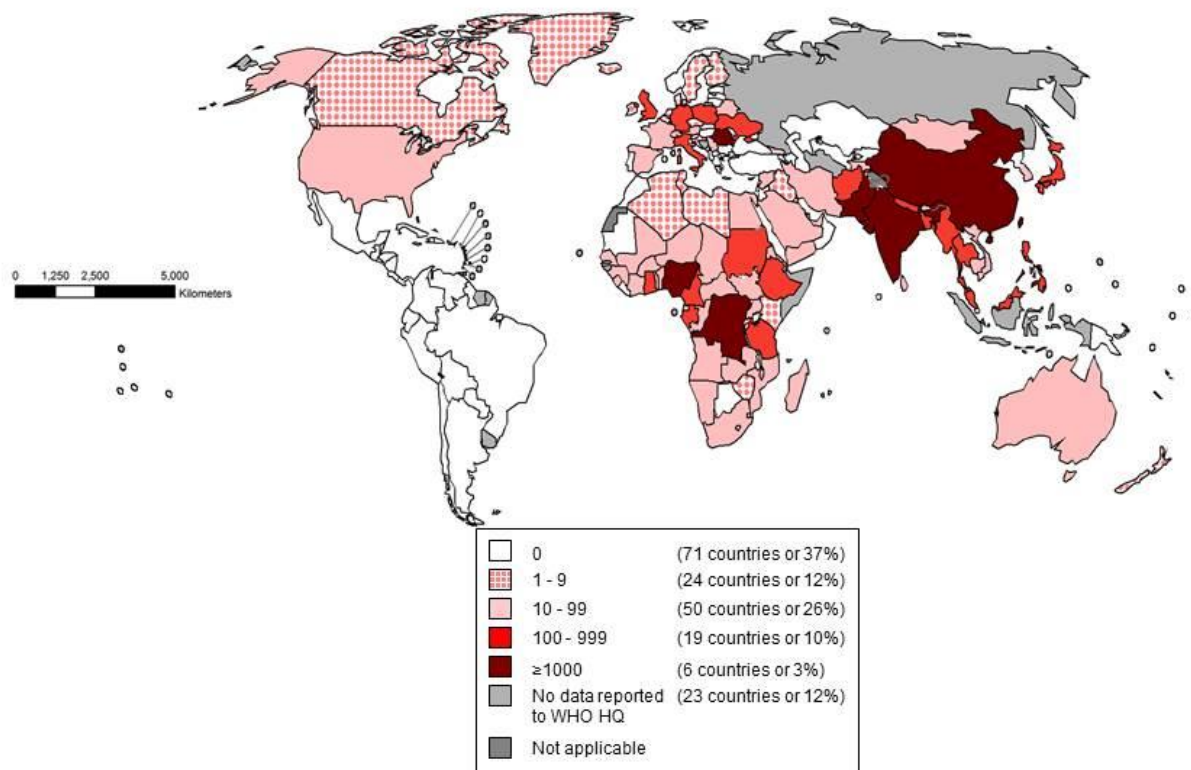 0 1,250 2,500 5,000
Kilometers
0 (71 countries or 37%)
1 - 9 (24 countries or 12%)
10 - 99 (50 countries or 26%)
100 - 999 (19 countries or 10%)
≥1000 (6 countries or 3%)
No data reported (23 countries or 12%)
to WHO HQ
Not applicable